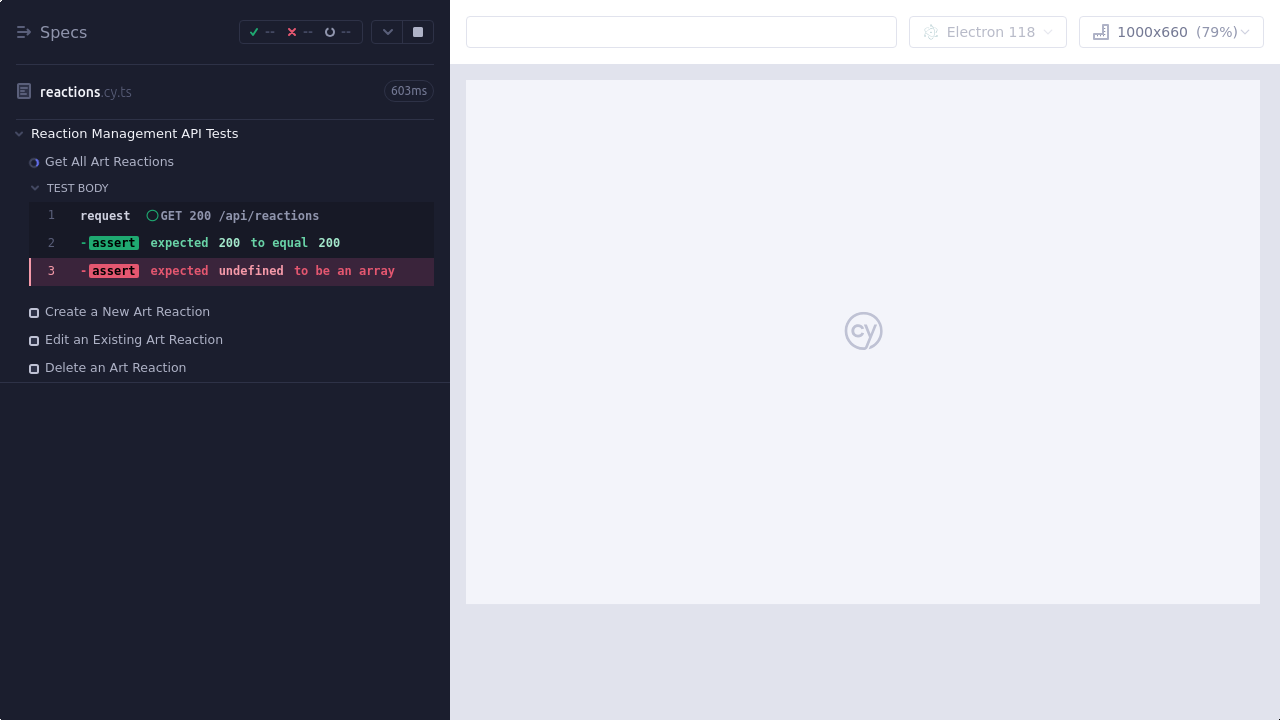 Specs
-- -- --
Electron 118
1000x660 (79%)
reactions.cy.ts
603ms
Reaction Management API Tests
Get All Art Reactions
TEST BODY
1 request GET 200 /api/reactions
2 -assert expected 200 to equal 200
3 -assert expected undefined to be an array
Create a New Art Reaction
Edit an Existing Art Reaction
Delete an Art Reaction
cy